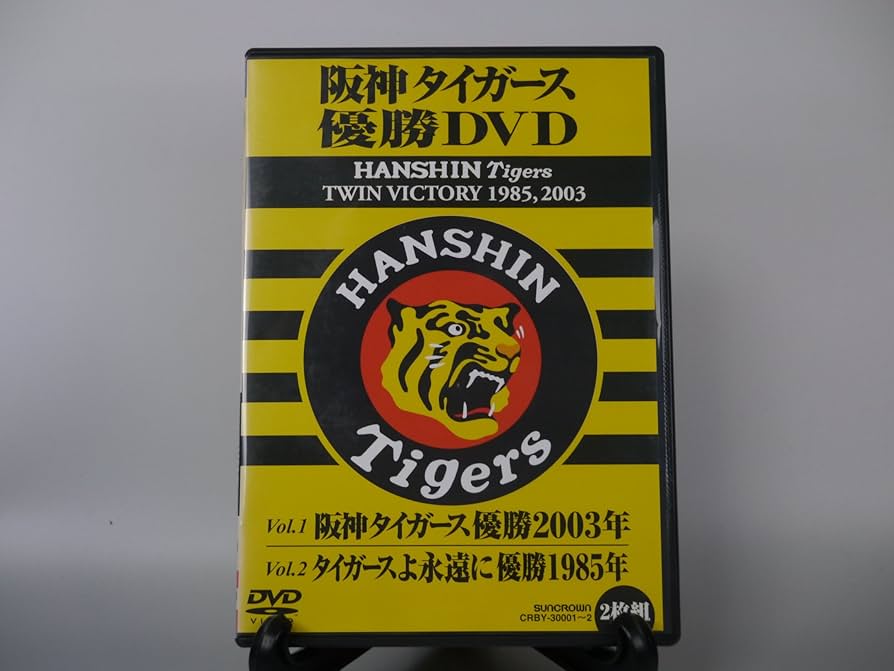 阪神タイガース
優勝DVD
HANSHIN Tigers
TWIN VICTORY 1985,2003
HANSHIN
Tigers
Vol.1 阪神タイガース優勝2003年
Vol.2 タイガースよ永遠に 優勝1985年
DVD
VIDEO
SUNCROWN
CRBY-30001～2
2枚組